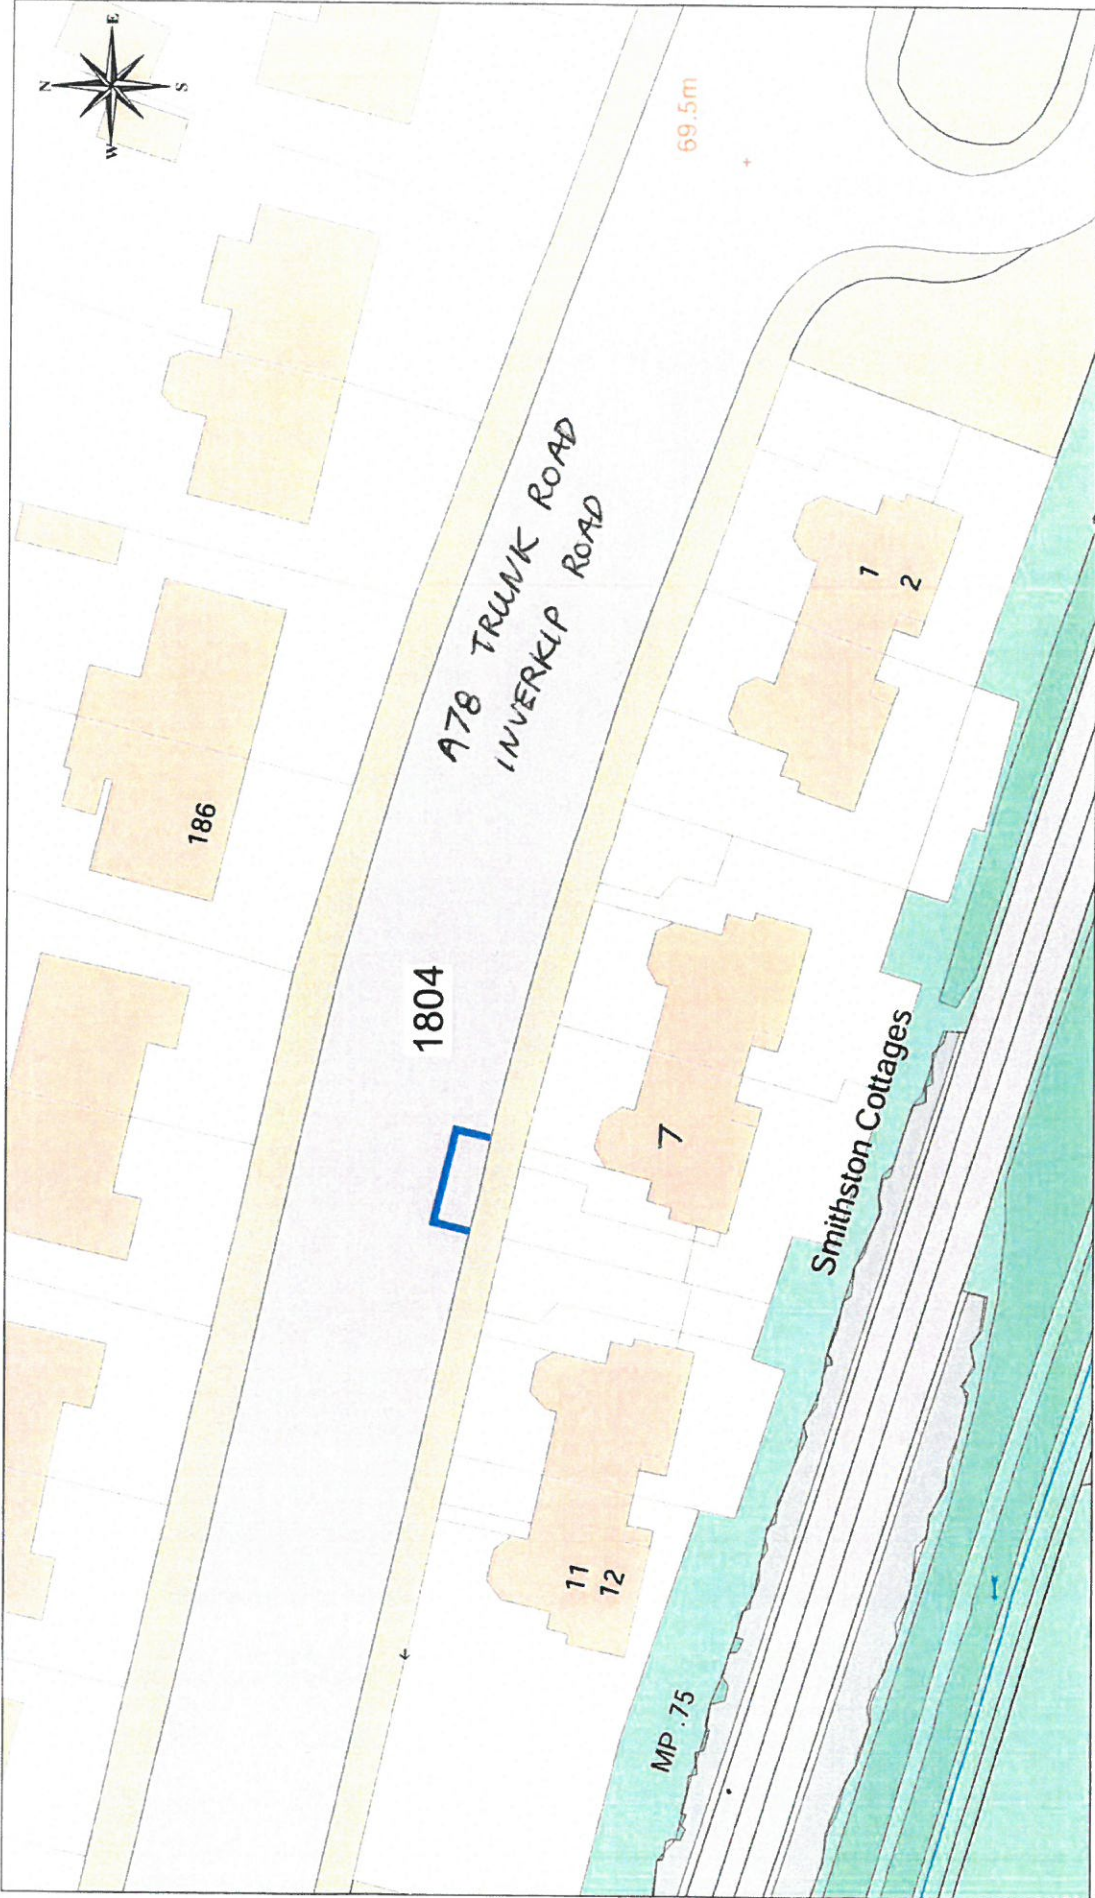 N
E
S
W
69.5m
A78 TRUNK ROAD
INVERKIP ROAD
186
1804
1
2
7
Smithston Cottages
11
12
MP .75